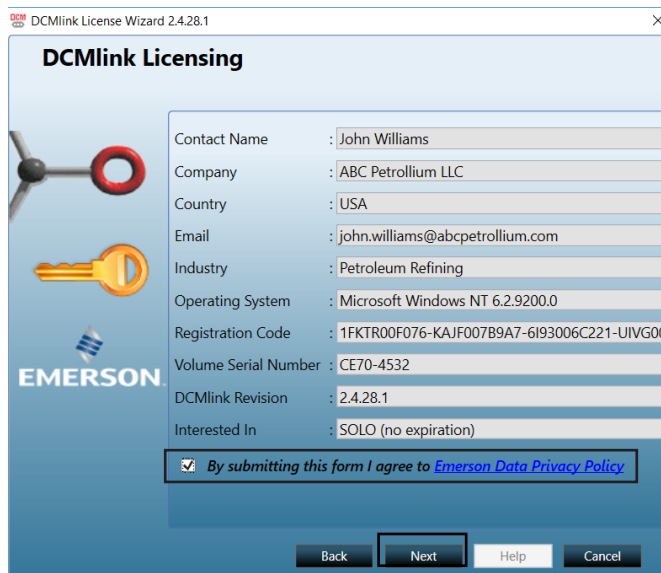 DCMlink License Wizard 2.4.28.1
DCMlink Licensing
Contact Name : John Williams
Company : ABC Petrollium LLC
Country : USA
Email : john.williams@abcpetrollium.com
Industry : Petroleum Refining
Operating System : Microsoft Windows NT 6.2.9200.0
Registration Code : 1FKTR00F076-KAJF007B9A7-6I93006C221-UIVG00
Volume Serial Number : CE70-4532
DCMlink Revision : 2.4.28.1
Interested In : SOLO (no expiration)
EMERSON.
By submitting this form I agree to Emerson Data Privacy Policy
Back Next Help Cancel